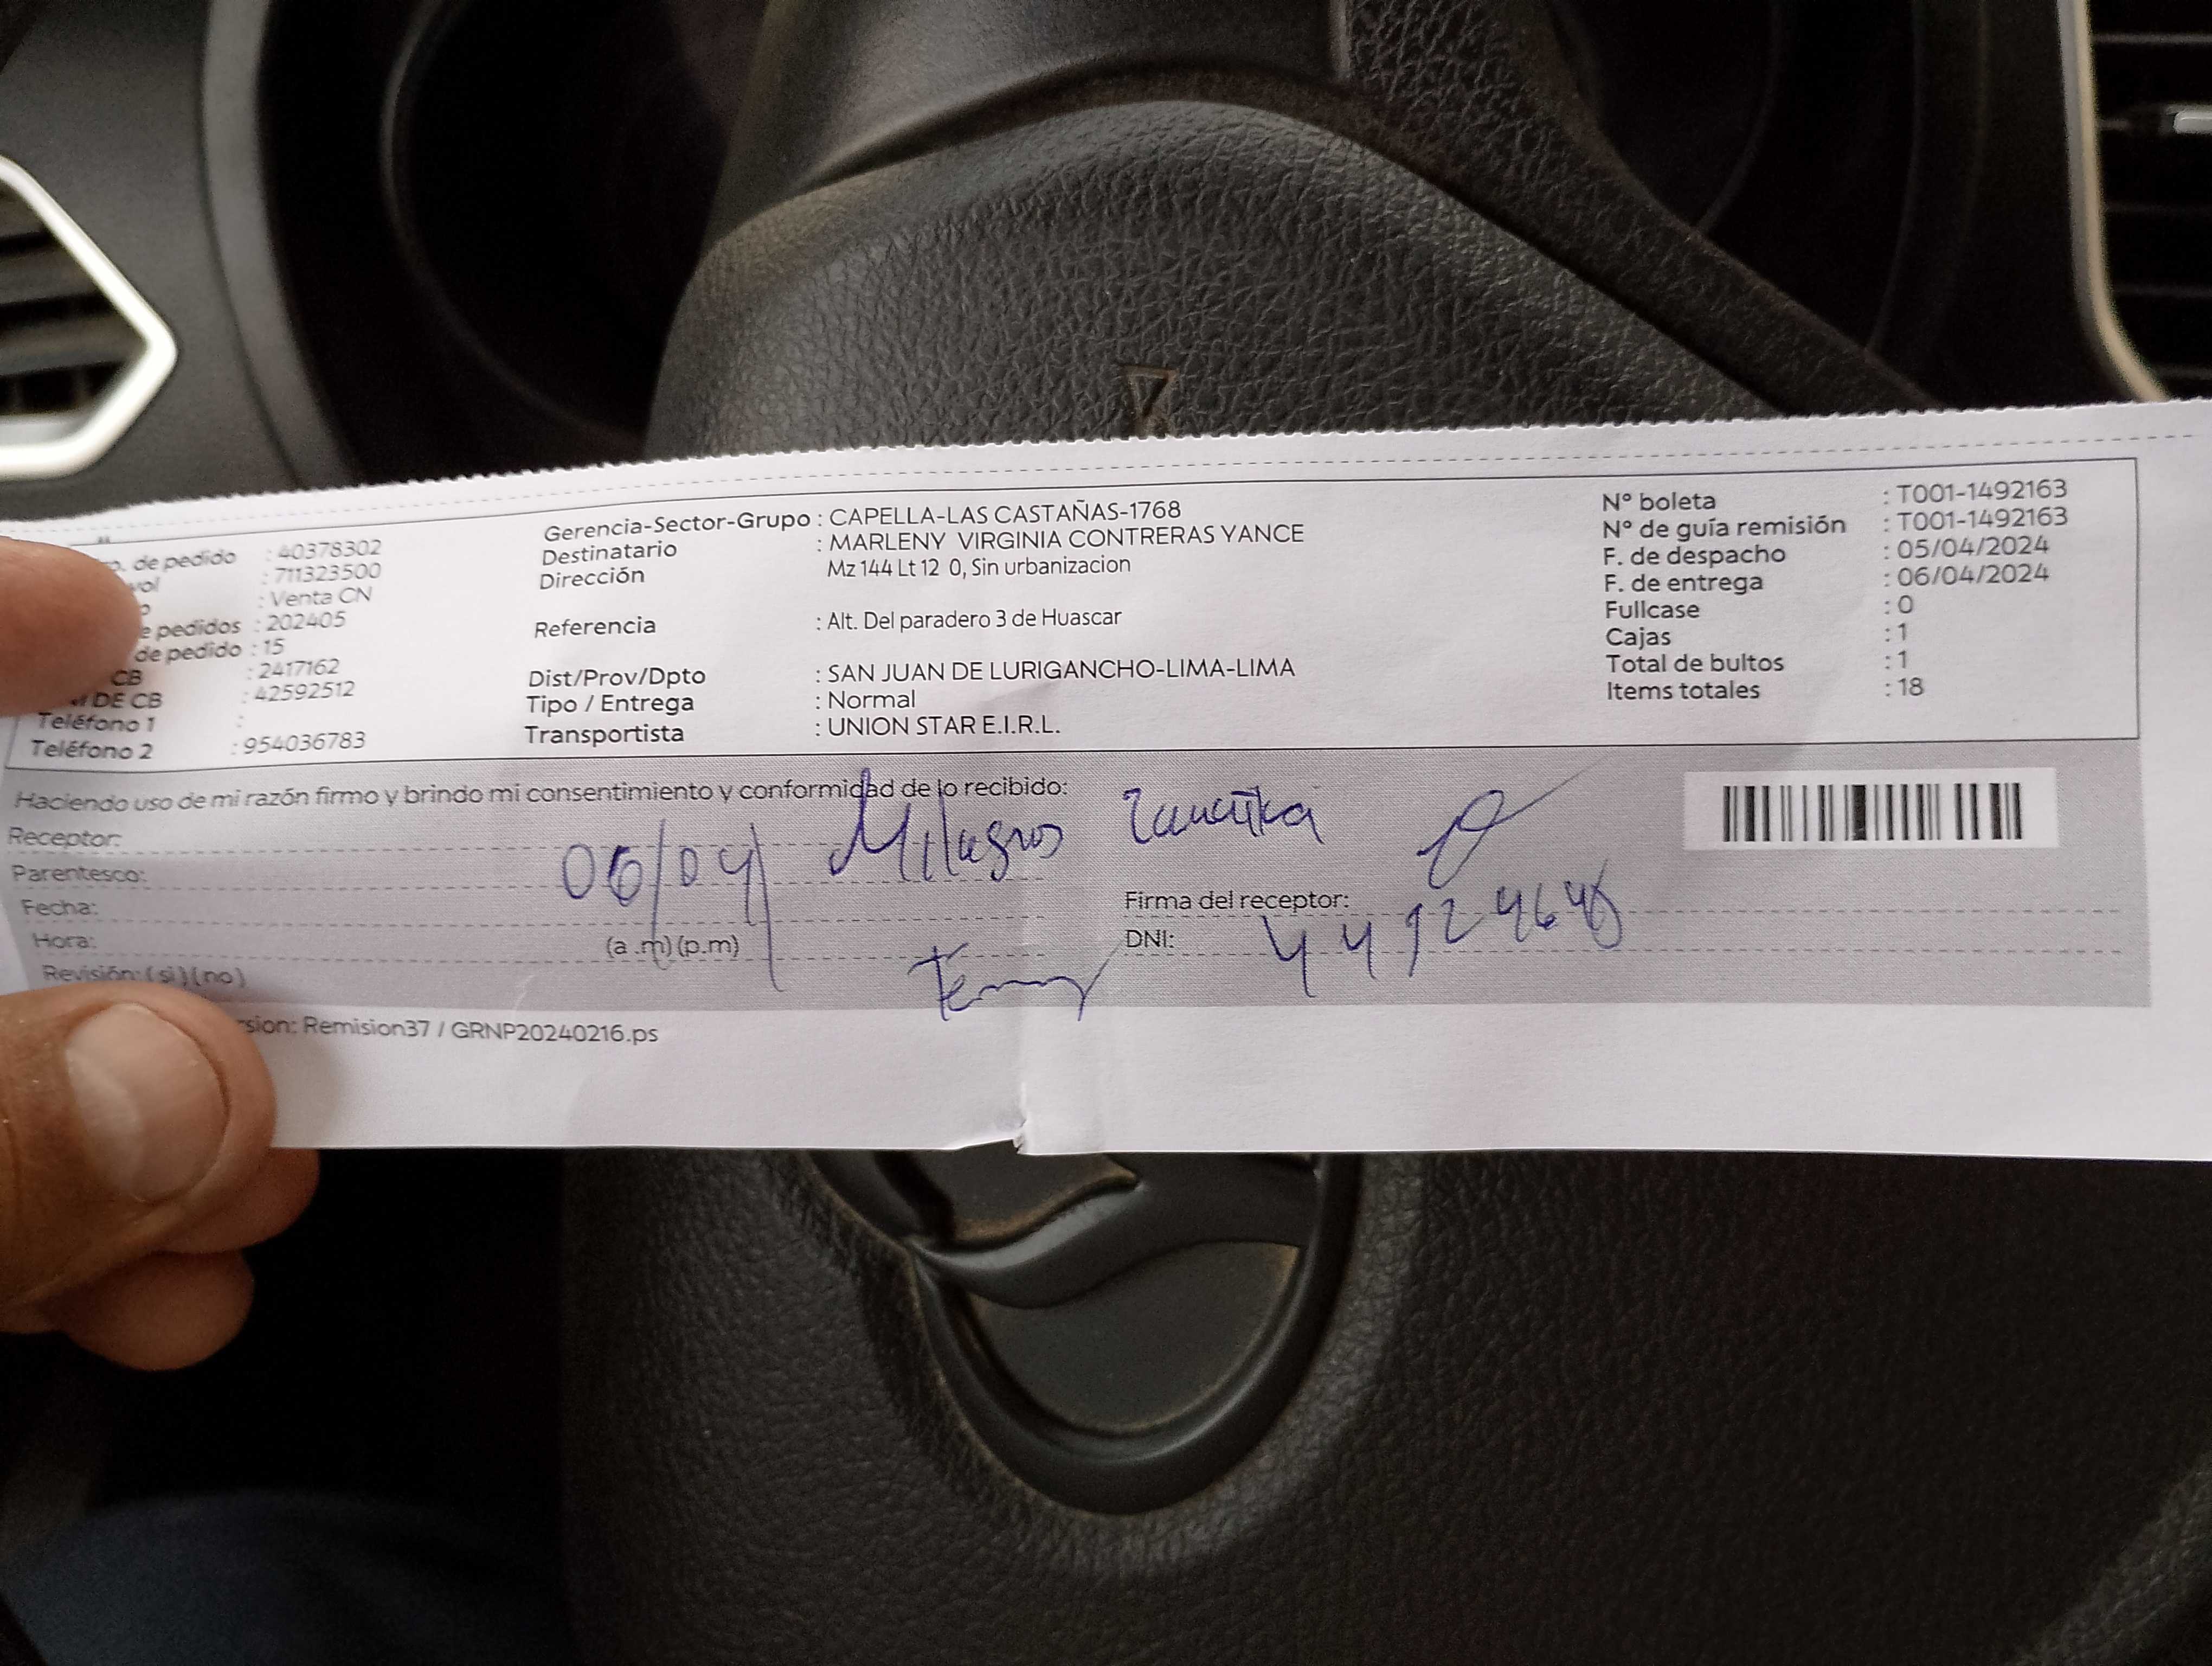 de pedido : 40378302
: 711323500
: Venta CN
pedidos : 202405
de pedido : 15
CB : 2417162
DE CB : 42592512
Teléfono 1 :
Teléfono 2 : 954036783
Gerencia-Sector-Grupo : CAPELLA-LAS CASTAÑAS-1768
Destinatario : MARLENY VIRGINIA CONTRERAS YANCE
Dirección Mz 144 Lt 12 0, Sin urbanizacion
Referencia : Alt. Del paradero 3 de Huascar
Dist/Prov/Dpto : SAN JUAN DE LURIGANCHO-LIMA-LIMA
Tipo / Entrega : Normal
Transportista : UNION STAR E.I.R.L.
N° boleta : T001-1492163
N° de guía remisión : T001-1492163
F. de despacho : 05/04/2024
F. de entrega : 06/04/2024
Fullcase : 0
Cajas : 1
Total de bultos : 1
Items totales : 18
Haciendo uso de mi razón firmo y brindo mi consentimiento y conformidad de lo recibido:
Receptor:
Milagros
Parentesco:
06/04
Fecha:
Hora: (a .m) (p.m)
Revisión: ( si ) ( no )
Firma del receptor:
DNI:
Remision37 / GRNP20240216.ps